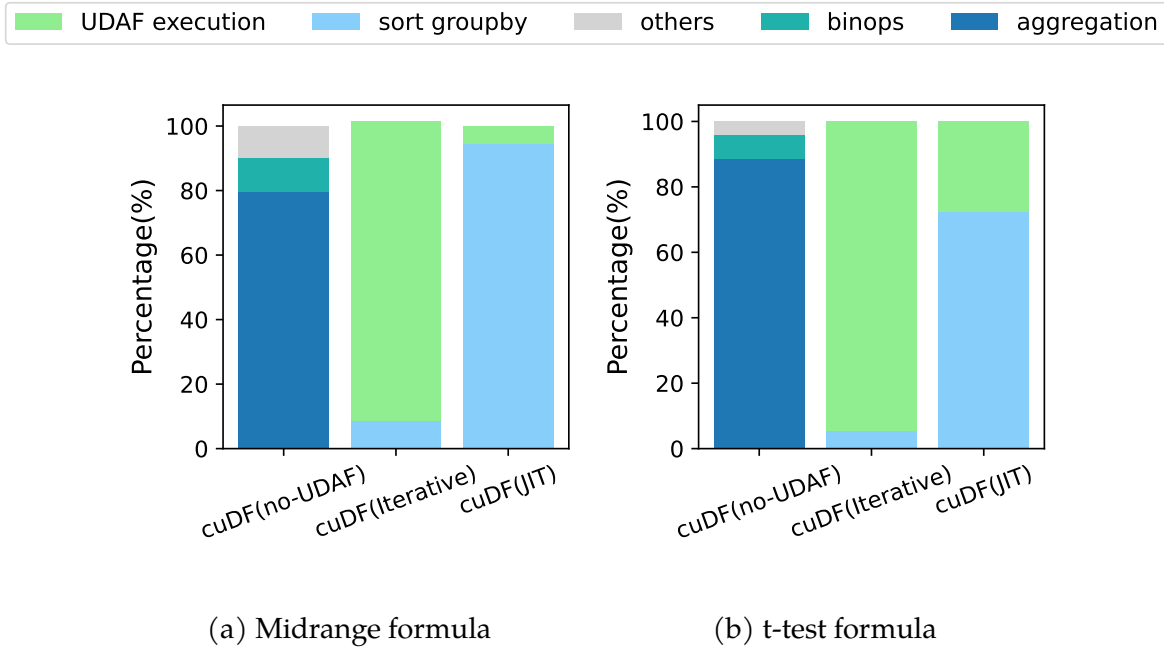 UDAF execution sort groupby others binops aggregation
Percentage(%)
100
80
60
40
20
0
cuDF(no-UDAF)
cuDF(Iterative)
cuDF(JIT)
(a) Midrange formula
Percentage(%)
100
80
60
40
20
0
cuDF(no-UDAF)
cuDF(Iterative)
cuDF(JIT)
(b) t-test formula